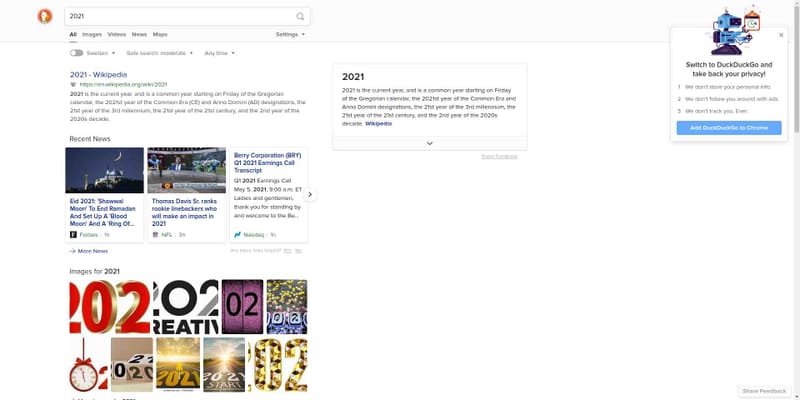 2021
All Images Videos News Maps Settings
Sweden Safe search: moderate Any time
2021 - Wikipedia
https://en.wikipedia.org/wiki/2021
2021 is the current year, and is a common year starting on Friday of the Gregorian
calendar, the 2021st year of the Common Era (CE) and Anno Domini (AD) designations, the
21st year of the 3rd millennium, the 21st year of the 21st century, and the 2nd year of the
2020s decade.
Recent News
Eid 2021: 'Shawwal
Moon' To End Ramadan
And Set Up A 'Blood
Moon' And A 'Ring Of...
Forbes 1h
Thomas Davis Sr. ranks
rookie linebackers who
will make an impact in
2021
NFL 3h
Berry Corporation (BRY)
Q1 2021 Earnings Call
Transcript
Q1 2021 Earnings Call
May 5, 2021, 9:00 a.m. ET
Ladies and gentlemen,
thank you for standing by
and welcome to the Be...
Nasdaq 1h
More News
Are these links helpful? Yes No
Images for 2021
202
202
REATIV
02
202
202
2021
2021
START
202
2021
2021 is the current year, and is a common year starting on Friday
of the Gregorian calendar, the 2021st year of the Common Era and
Anno Domini designations, the 21st year of the 3rd millennium, the
21st year of the 21st century, and the 2nd year of the 2020s
decade. Wikipedia
Share Feedback
Switch to DuckDuckGo and
take back your privacy!
1 We don't store your personal info.
2 We don't follow you around with ads.
3 We don't track you. Ever.
Add DuckDuckGo to Chrome
Share Feedback